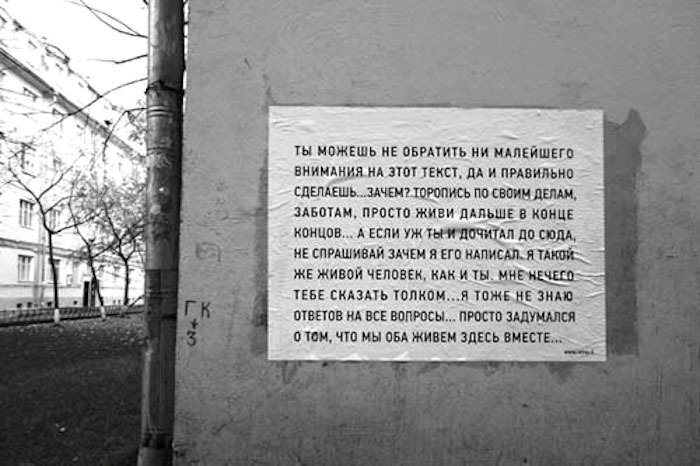 ТЫ МОЖЕШЬ НЕ ОБРАТИТЬ НИ МАЛЕЙШЕГО
ВНИМАНИЯ НА ЭТОТ ТЕКСТ, ДА И ПРАВИЛЬНО
СДЕЛАЕШЬ...ЗАЧЕМ? ТОРОПИСЬ ПО СВОИМ ДЕЛАМ,
ЗАБОТАМ, ПРОСТО ЖИВИ ДАЛЬШЕ В КОНЦЕ
КОНЦОВ... А ЕСЛИ УЖ ТЫ И ДОЧИТАЛ ДО СЮДА,
НЕ СПРАШИВАЙ ЗАЧЕМ Я ЕГО НАПИСАЛ. Я ТАКОЙ
ЖЕ ЖИВОЙ ЧЕЛОВЕК, КАК И ТЫ. МНЕ НЕЧЕГО
ТЕБЕ СКАЗАТЬ ТОЛКОМ...Я ТОЖЕ НЕ ЗНАЮ
ОТВЕТОВ НА ВСЕ ВОПРОСЫ... ПРОСТО ЗАДУМАЛСЯ
О ТОМ, ЧТО МЫ ОБА ЖИВЕМ ЗДЕСЬ ВМЕСТЕ...
ГК
3